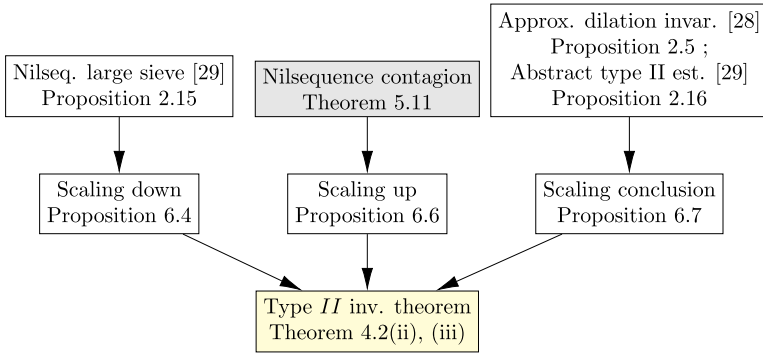 Nilseq. large sieve [29]
Proposition 2.15
Nilsequence contagion
Theorem 5.11
Approx. dilation invar. [28]
Proposition 2.5 ;
Abstract type II est. [29]
Proposition 2.16
Scaling down
Proposition 6.4
Scaling up
Proposition 6.6
Scaling conclusion
Proposition 6.7
Type II inv. theorem
Theorem 4.2(ii), (iii)